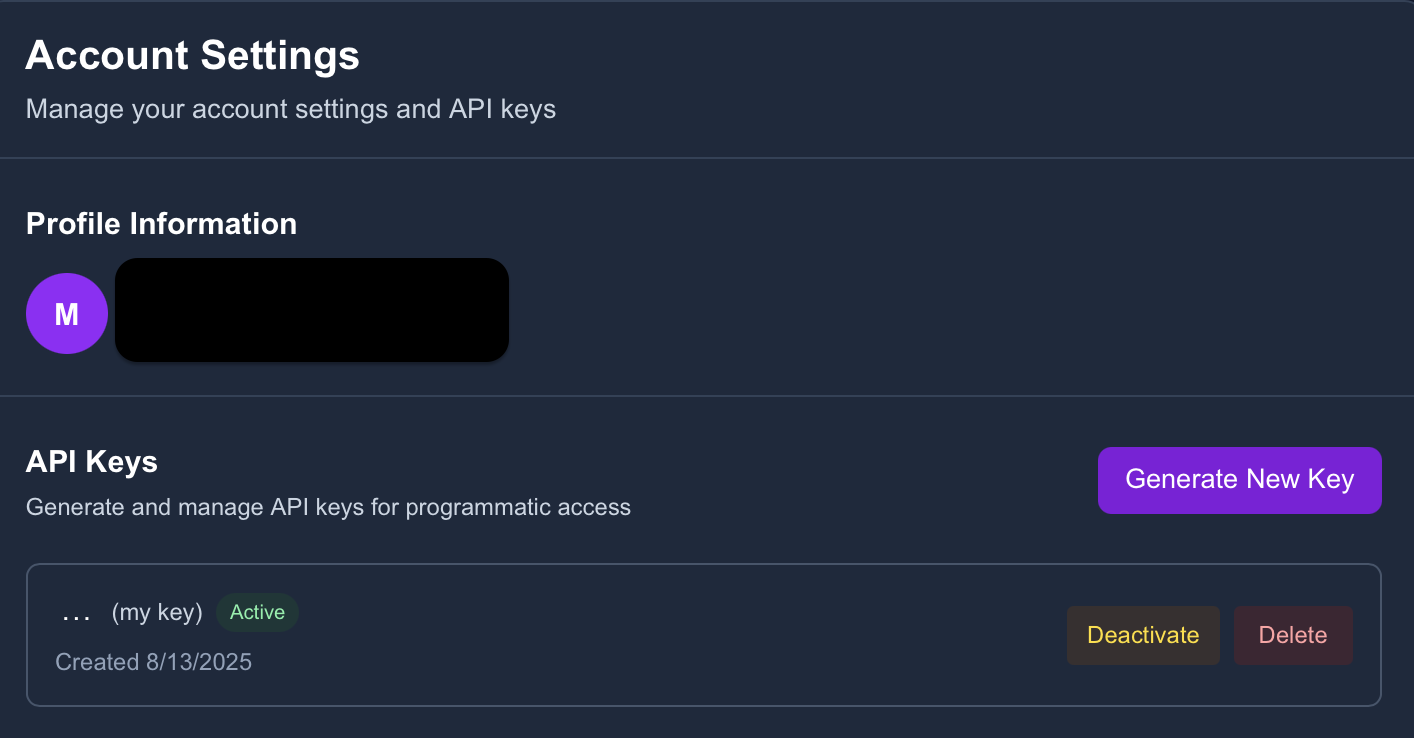 Account Settings
Manage your account settings and API keys
Profile Information
M
API Keys
Generate and manage API keys for programmatic access
Generate New Key
... (my key) Active
Created 8/13/2025
Deactivate
Delete